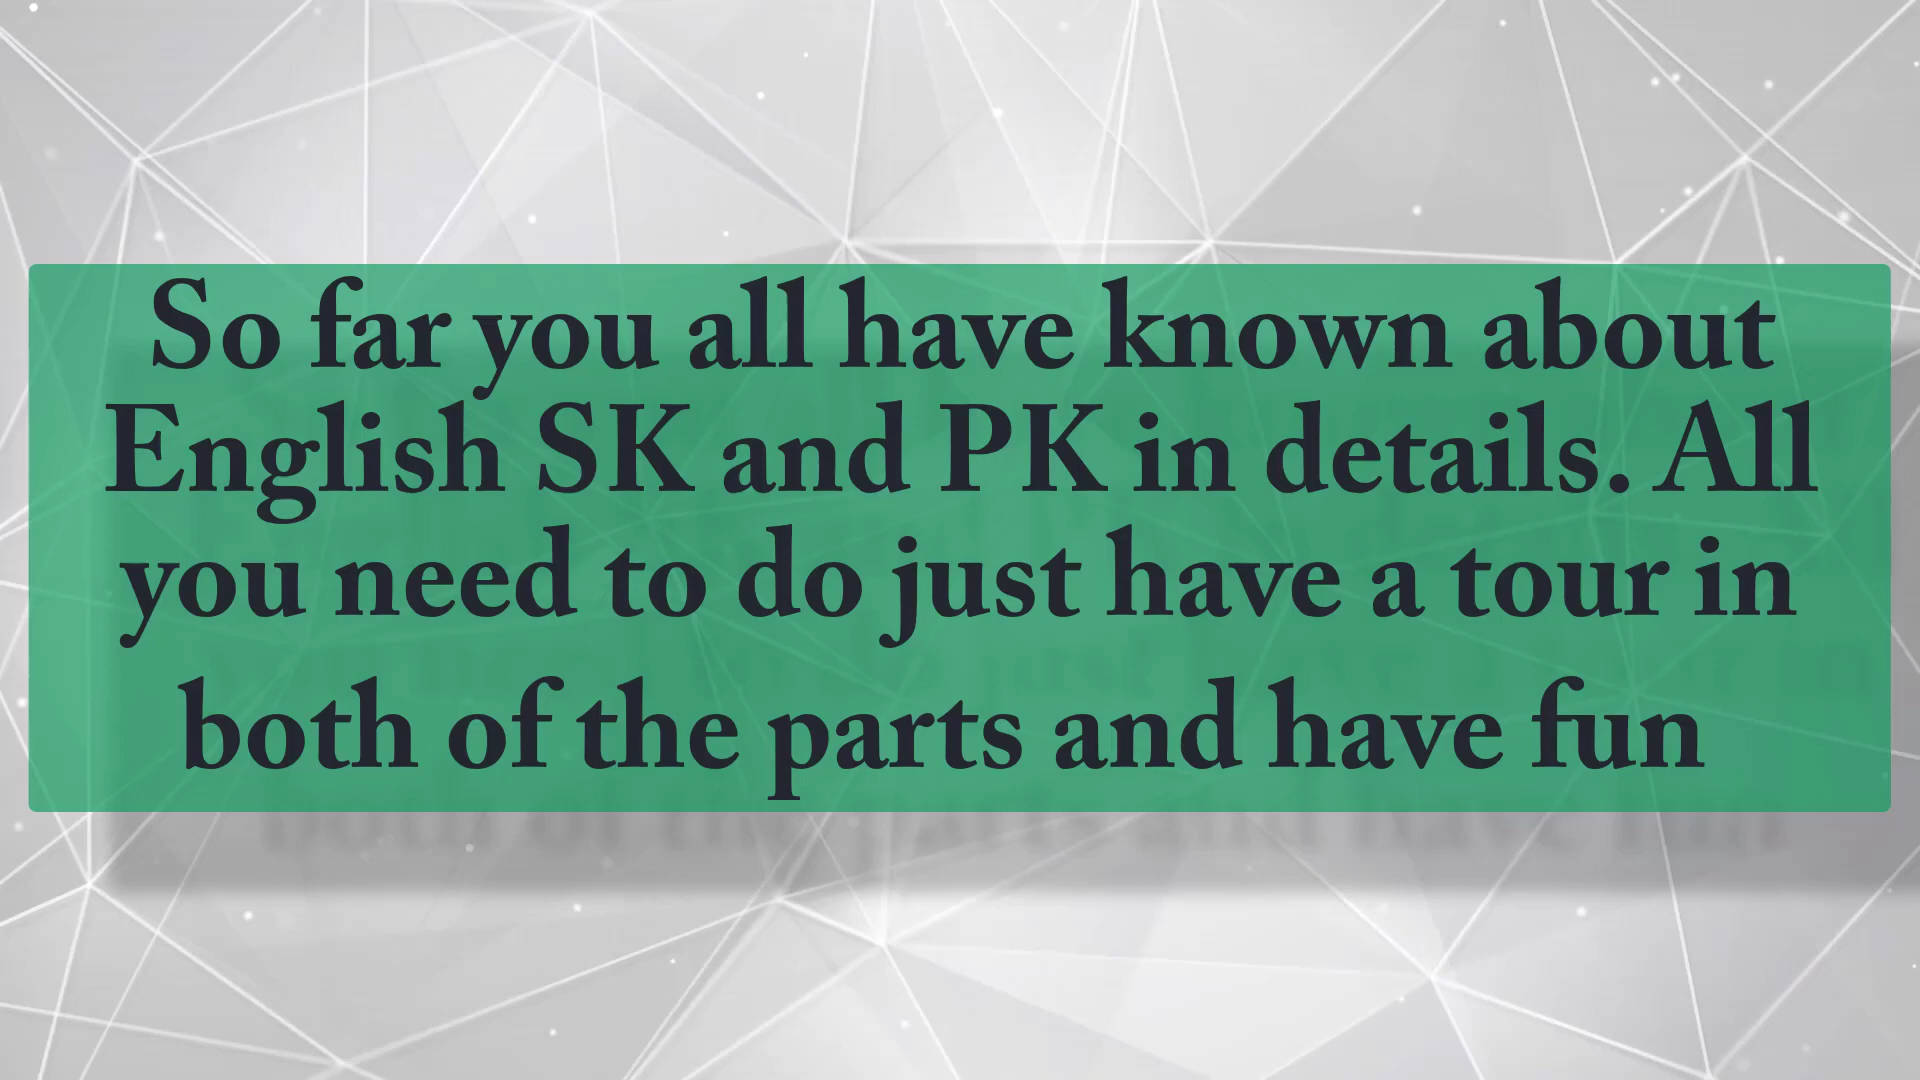 So far you all have known about
English SK and PK in details. All
you need to do just have a tour in
both of the parts and have fun